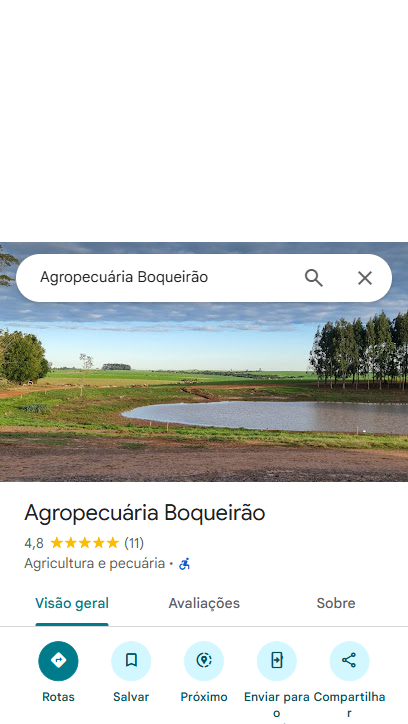 Agropecuária Boqueirão
Agropecuária Boqueirão
4,8 (11)
Agricultura e pecuária ·
Visão geral Avaliações Sobre
Rotas Salvar Próximo Enviar para o Compartilhar